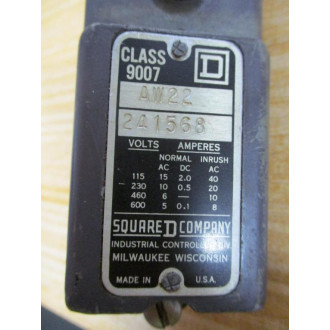 CLASS
9007
D
AW22
241568
VOLTS AMPERES
NORMAL INRUSH
AC DC AC
115 15 2.0 40
230 10 0.5 20
460 6 — 10
600 5 0.1 8
SQUARE D COMPANY
INDUSTRIAL CONTROL DIV
MILWAUKEE WISCONSIN
MADE IN U.S.A.